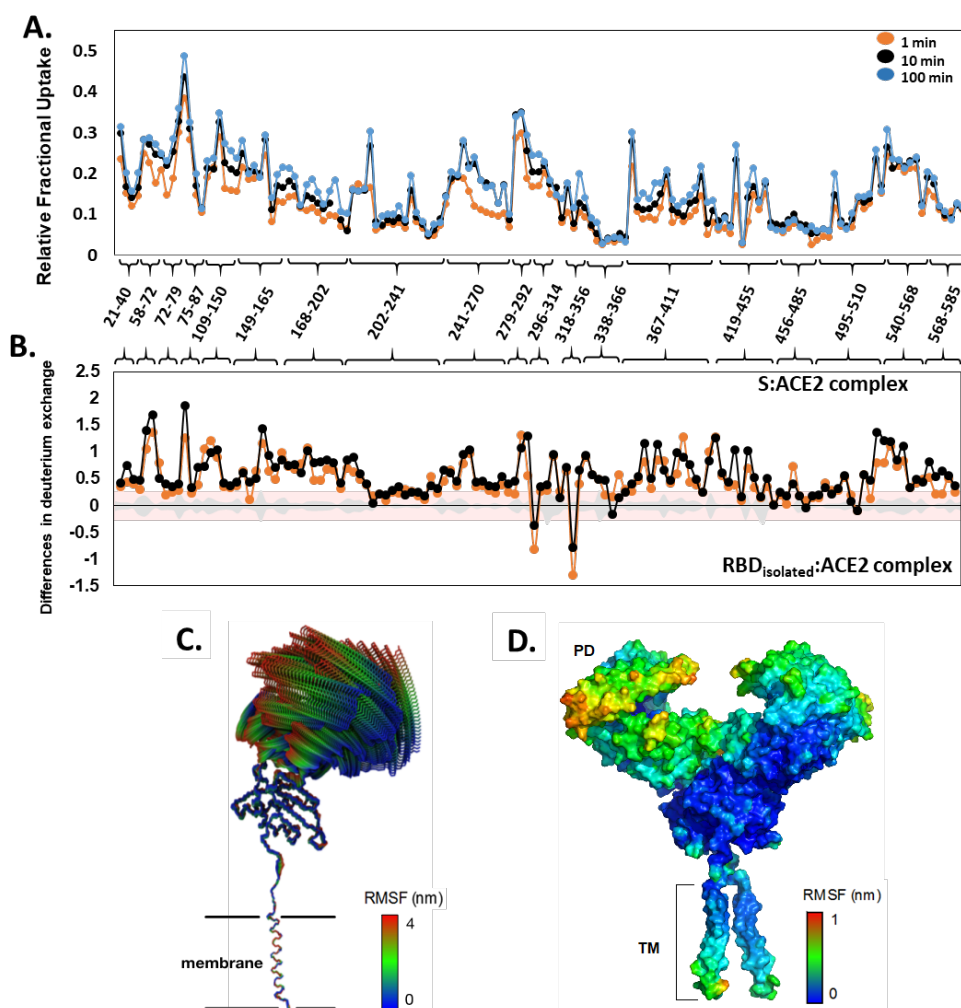 A.
Relative Fractional Uptake
0.5
0.4
0.3
0.2
0.1
0
1 min
10 min
100 min
21-40
58-72
72-79
75-87
109-150
149-165
168-202
202-241
241-270
279-292
296-314
318-356
338-366
367-411
419-455
456-485
495-510
540-568
568-585
B.
Differences in deuterium exchange
2.5
2
1.5
1
0.5
0
-0.5
-1
-1.5
S:ACE2 complex
RBDisolated:ACE2 complex
C.
RMSF (nm)
4
0
membrane
D.
PD
TM
RMSF (nm)
1
0